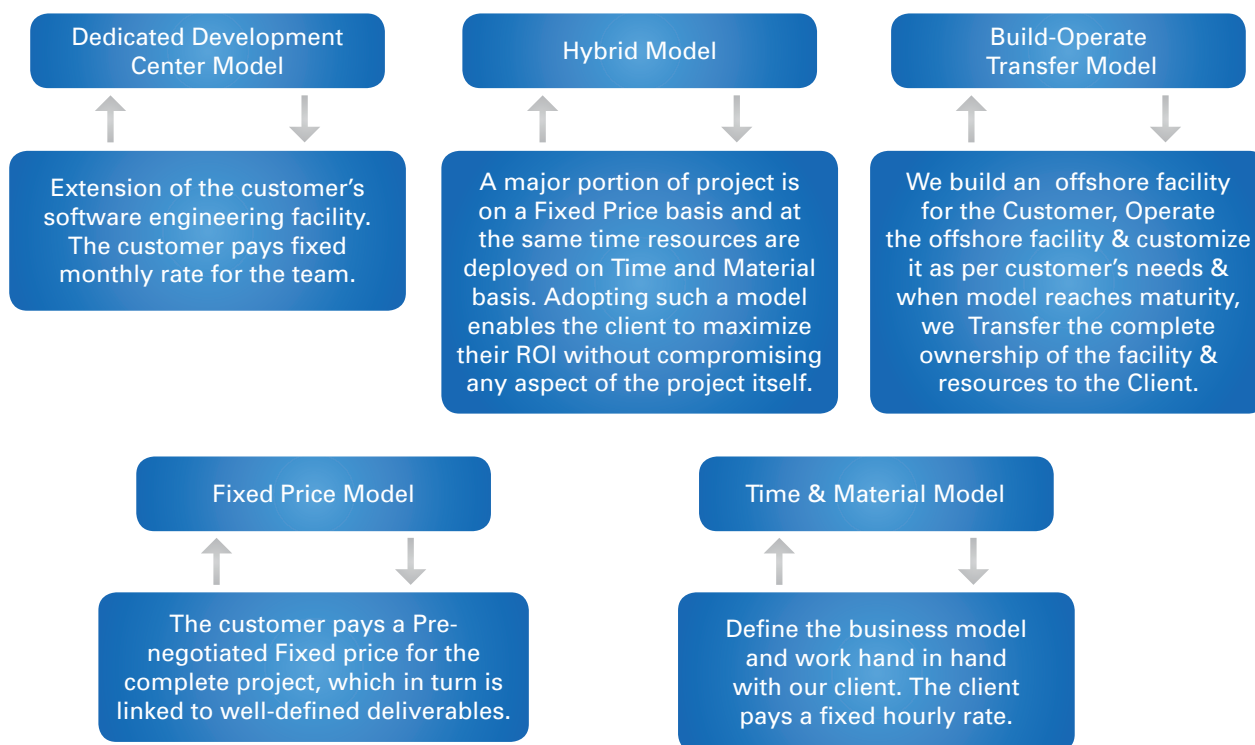 Dedicated Development
Center Model
Extension of the customer's
software engineering facility.
The customer pays fixed
monthly rate for the team.
Hybrid Model
A major portion of project is
on a Fixed Price basis and at
the same time resources are
deployed on Time and Material
basis. Adopting such a model
enables the client to maximize
their ROI without compromising
any aspect of the project itself.
Build-Operate
Transfer Model
We build an offshore facility
for the Customer, Operate
the offshore facility & customize
it as per customer's needs &
when model reaches maturity,
we Transfer the complete
ownership of the facility &
resources to the Client.
Fixed Price Model
The customer pays a Pre-
negotiated Fixed price for the
complete project, which in turn is
linked to well-defined deliverables.
Time & Material Model
Define the business model
and work hand in hand
with our client. The client
pays a fixed hourly rate.